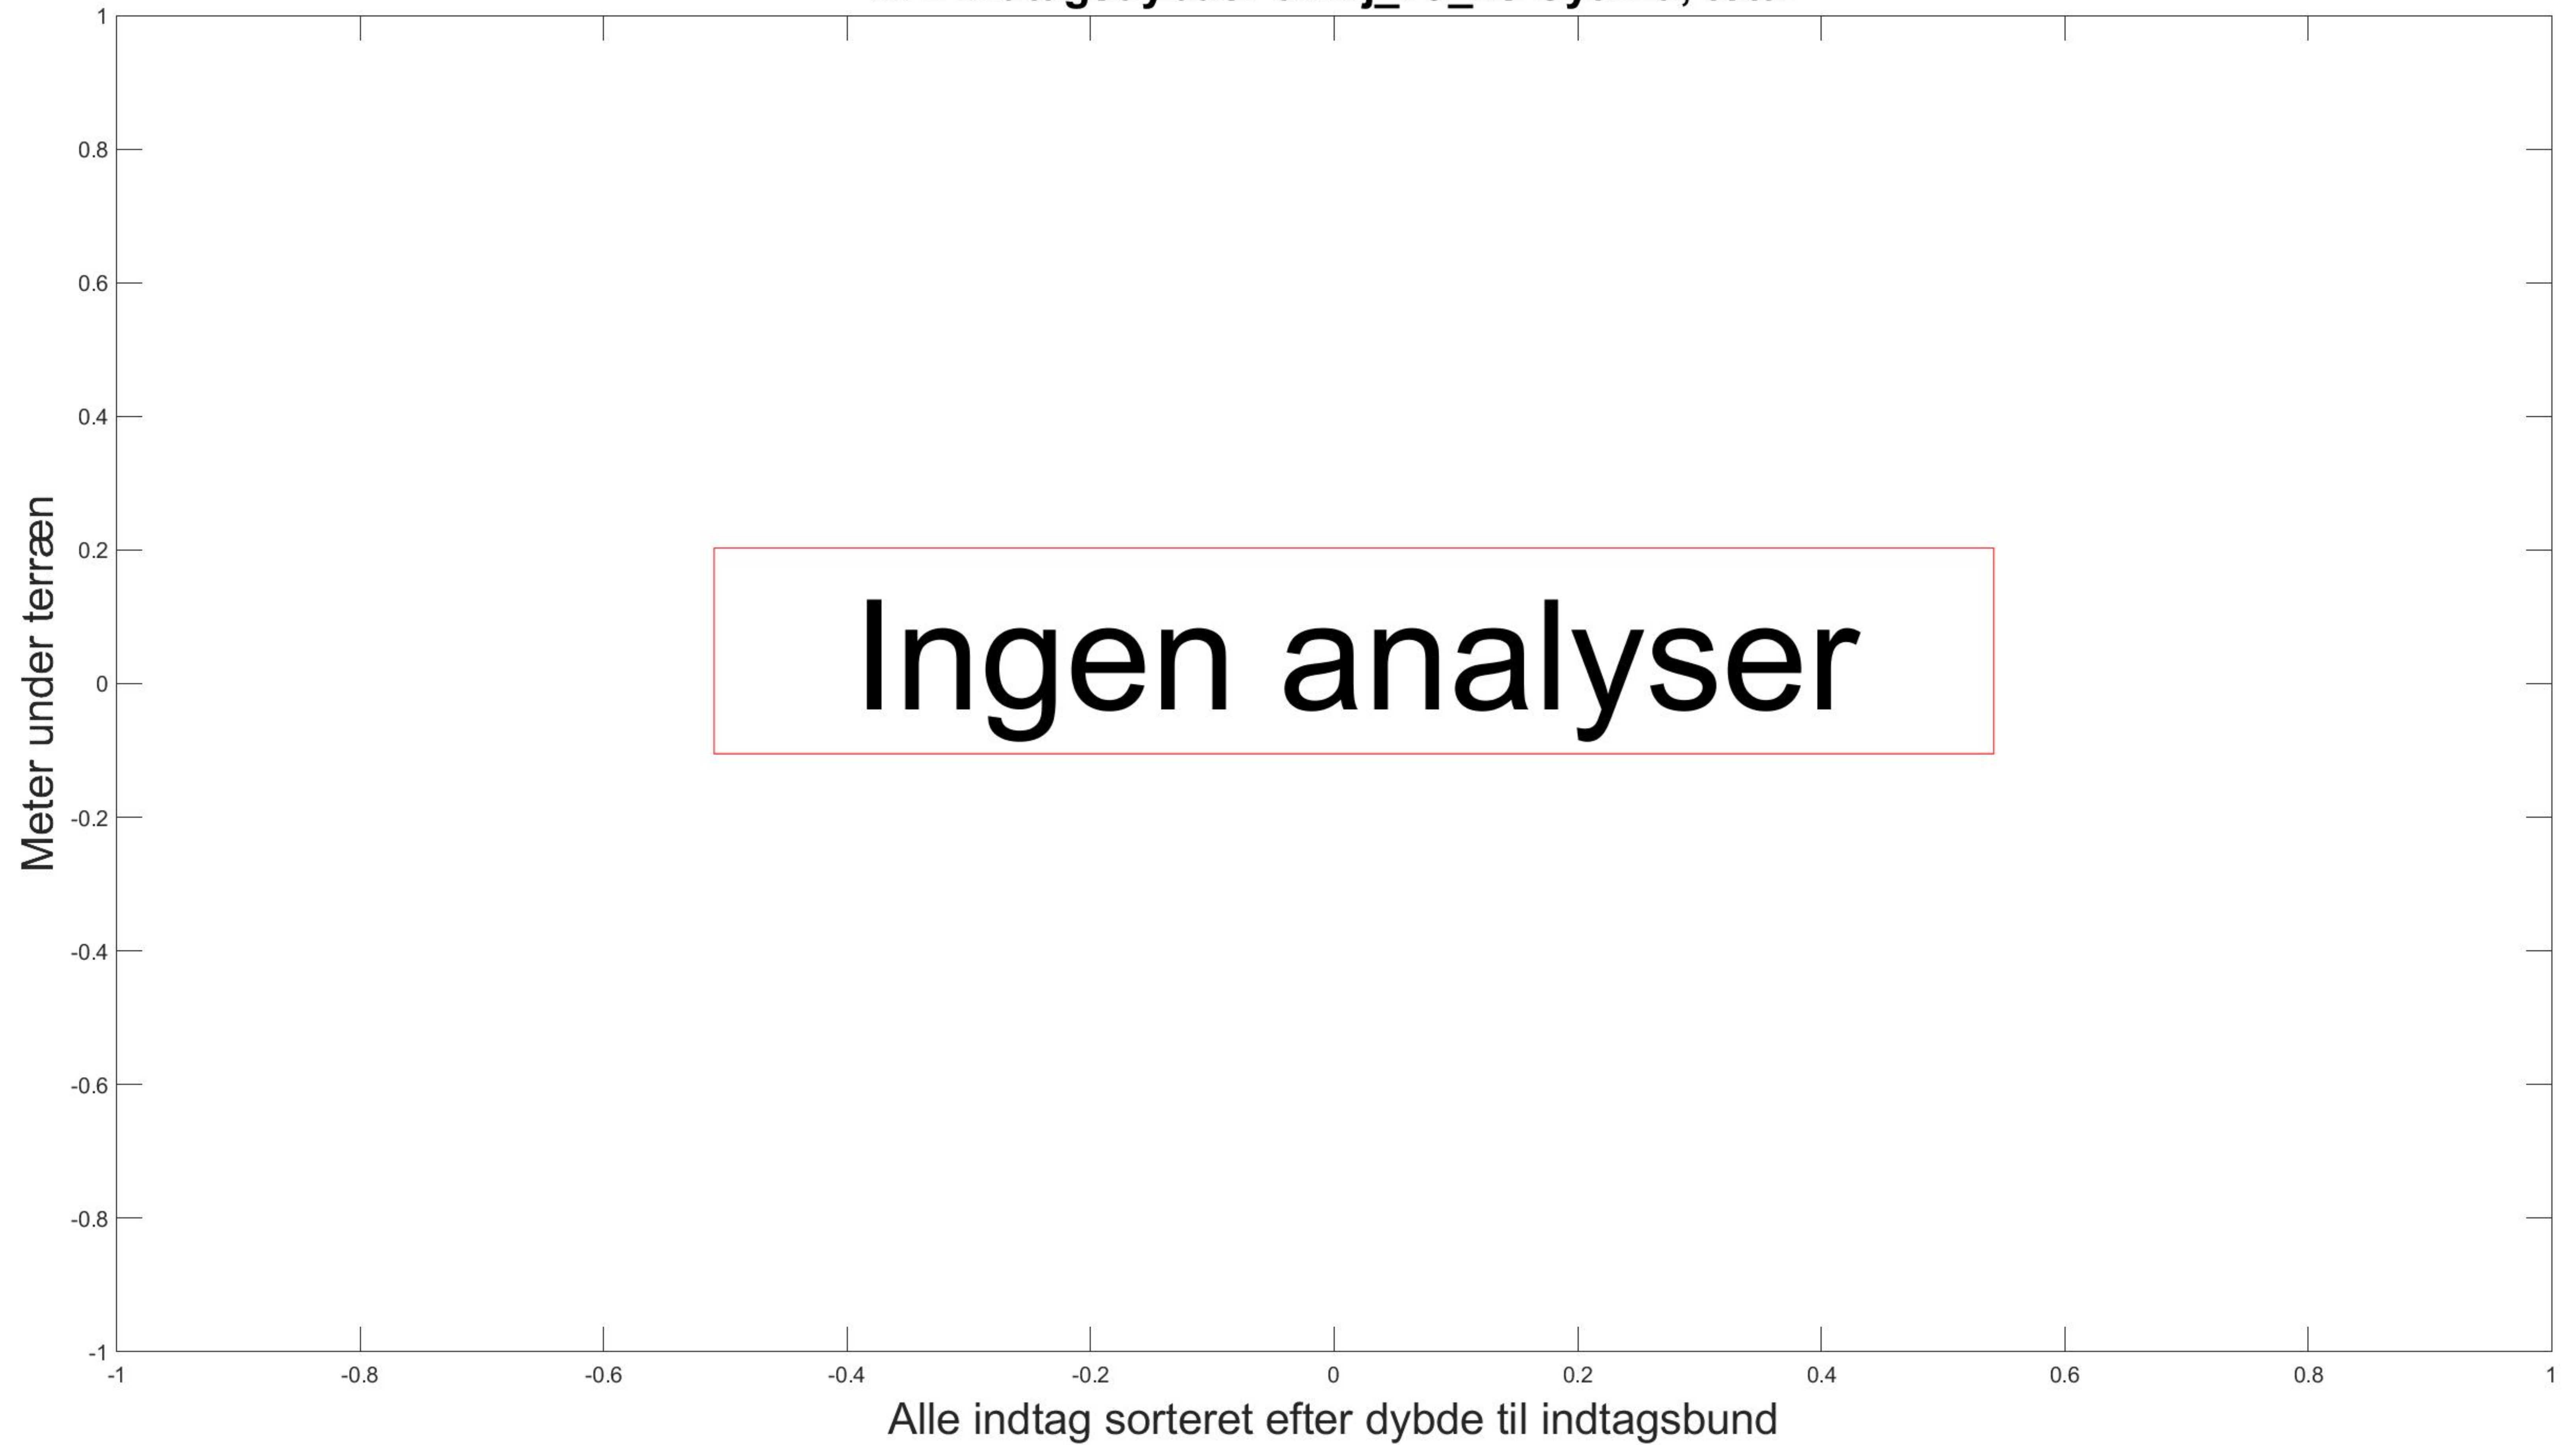 1
0.8
0.6
0.4
0.2
0
-0.2
-0.4
-0.6
-0.8
-1
Meter under terræn
Ingen analyser
-1 -0.8 -0.6 -0.4 -0.2 0 0.2 0.4 0.6 0.8 1
Alle indtag sorteret efter dybde til indtagsbund